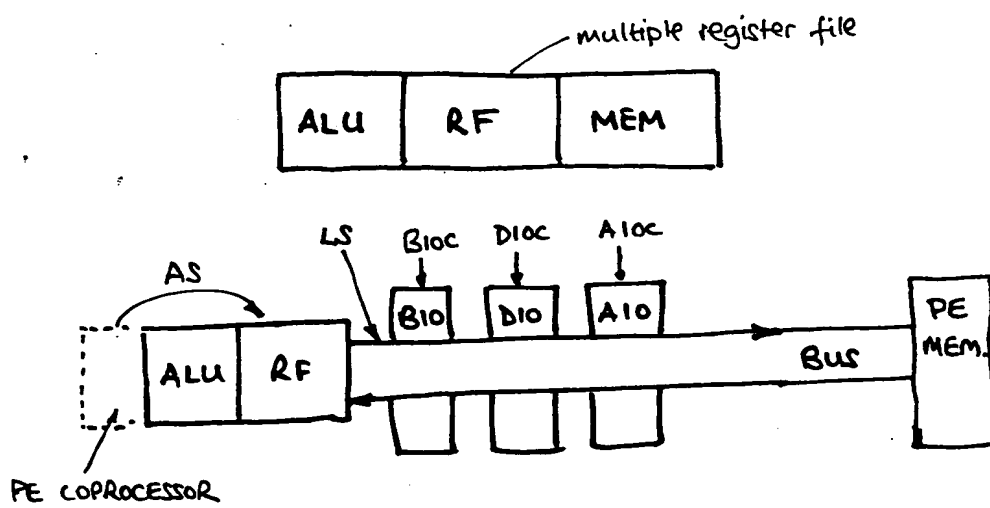 multiple register file
ALU RF MEM
LS BIOC DIOC AIOC
AS
BIO DIO AIO
PE
MEM.
ALU RF BUS
PE COPROCESSOR